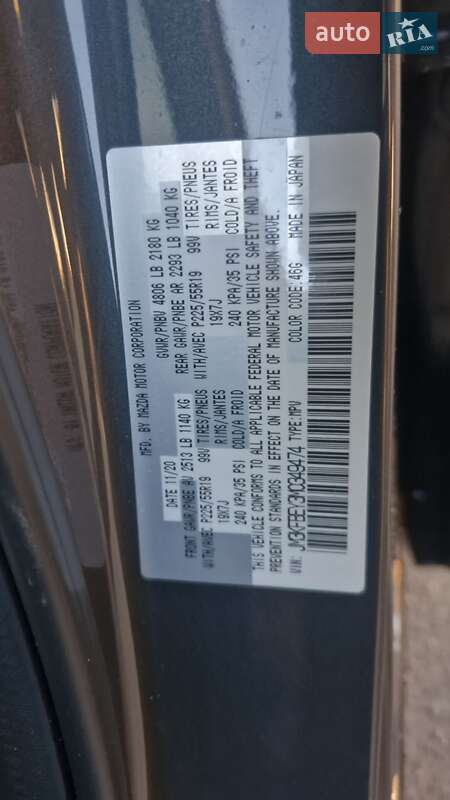 auto RIA.com
MFD. BY MAZDA MOTOR CORPORATION
DATE 11/20 GVWR/PNBV 4806 LB 2180 KG
FRONT GAWR/PNBE AV 2513 LB 1140 KG REAR GAWR/PNBE AR 2293 LB 1040 KG
WITH/AVEC P225/55R19 99V TIRES/PNEUS WITH/AVEC P225/55R19 99V TIRES/PNEUS
19X7J RIMS/JANTES 19X7J RIMS/JANTES
240 KPA/35 PSI COLD/A FROID 240 KPA/35 PSI COLD/A FROID
THIS VEHICLE CONFORMS TO ALL APPLICABLE FEDERAL MOTOR VEHICLE SAFETY AND THEFT
PREVENTION STANDARDS IN EFFECT ON THE DATE OF MANUFACTURE SHOWN ABOVE.
VIN: JM3KFBEY3M0349474 TYPE:MPV COLOR CODE:46G MADE IN JAPAN